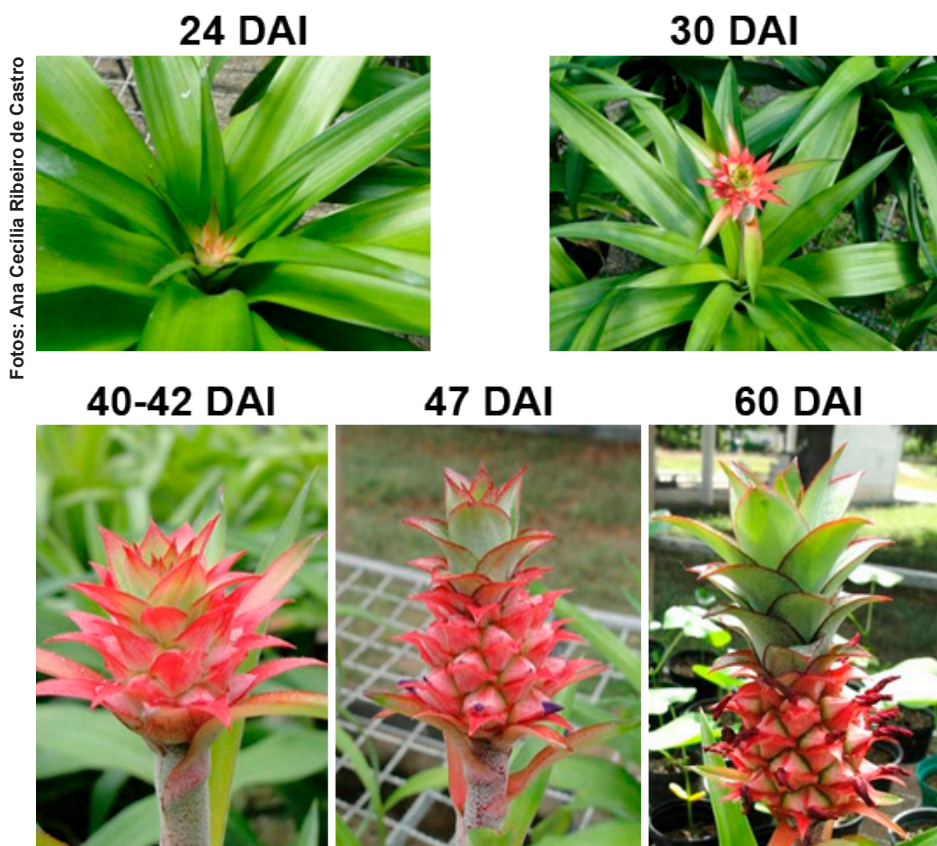 24 DAI
30 DAI
Fotos: Ana Cecília Ribeiro de Castro
40-42 DAI
47 DAI
60 DAI